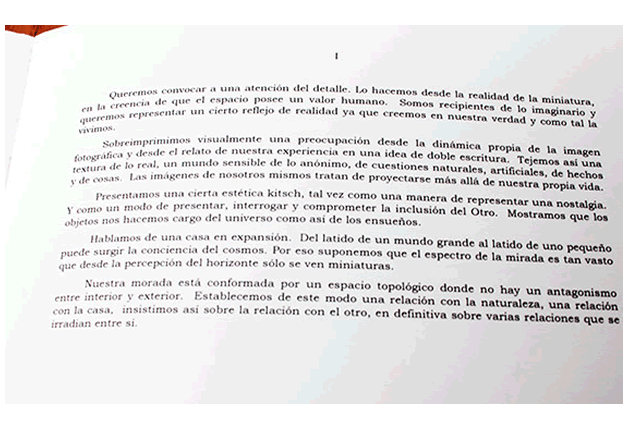 I
Queremos convocar a una atención del detalle. Lo hacemos desde la realidad de la miniatura,
en la creencia de que el espacio posee un valor humano. Somos recipientes de lo imaginario y
queremos representar un cierto reflejo de realidad ya que creemos en nuestra verdad y como tal la
vivimos.
Sobreimprimimos visualmente una preocupación desde la dinámica propia de la imagen
fotográfica y desde el relato de nuestra experiencia en una idea de doble escritura. Tejemos así una
textura de lo real, un mundo sensible de lo anónimo, de cuestiones naturales, artificiales, de hechos
y de cosas. Las imágenes de nosotros mismos tratan de proyectarse más allá de nuestra propia vida.
Presentamos una cierta estética kitsch, tal vez como una manera de representar una nostalgia.
Y como un modo de presentar, interrogar y comprometer la inclusión del Otro. Mostramos que los
objetos nos hacemos cargo del universo como asi de los ensueños.
Hablamos de una casa en expansión. Del latido de un mundo grande al latido de uno pequeño
puede surgir la conciencia del cosmos. Por eso suponemos que el espectro de la mirada es tan vasto
que desde la percepción del horizonte sólo se ven miniaturas.
Nuestra morada está conformada por un espacio topológico donde no hay un antagonismo
entre interior y exterior. Establecemos de este modo una relación con la naturaleza, una relación
con la casa, insistimos asi sobre la relación con el otro, en definitiva sobre varias relaciones que se
irradian entre sí.